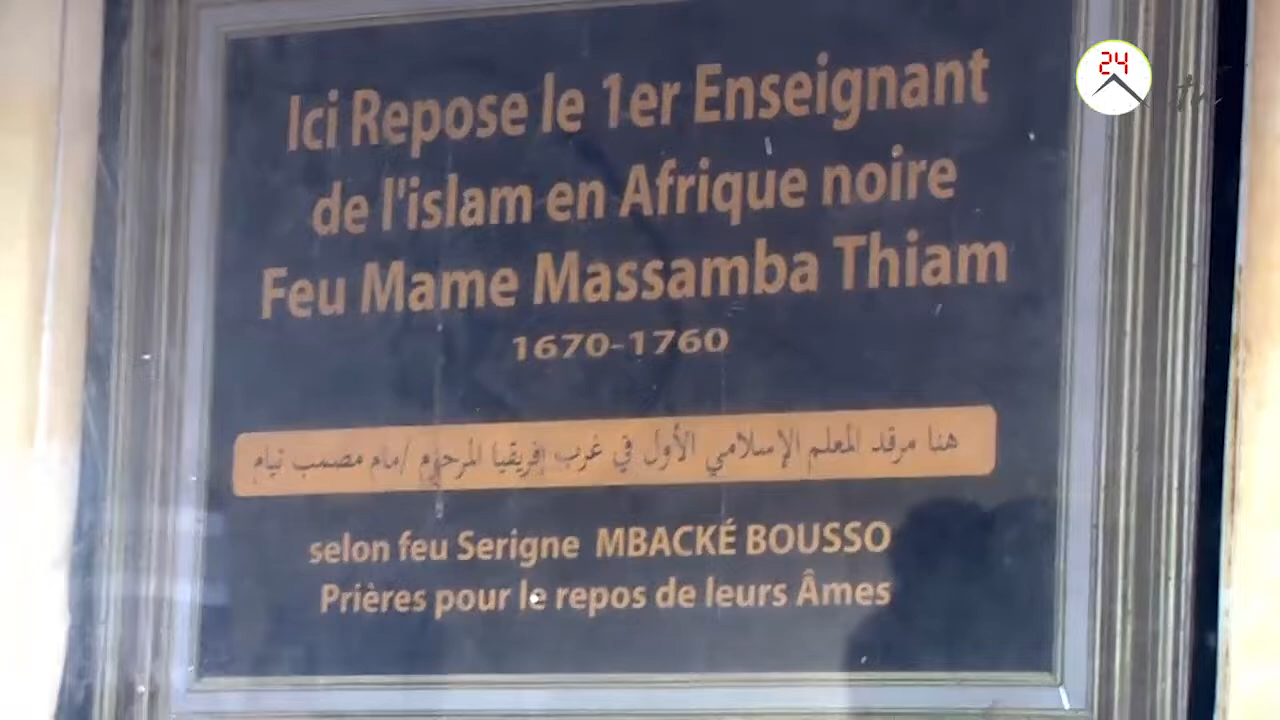 24
Ici Repose le 1er Enseignant
de l'islam en Afrique noire
Feu Mame Massamba Thiam
1670-1760
هنا مرقد المعلم الإسلامي الأول في غرب إفريقيا المرحوم /مام مصمب تيام
selon feu Serigne MBACKÉ BOUSSO
Prières pour le repos de leurs Âmes